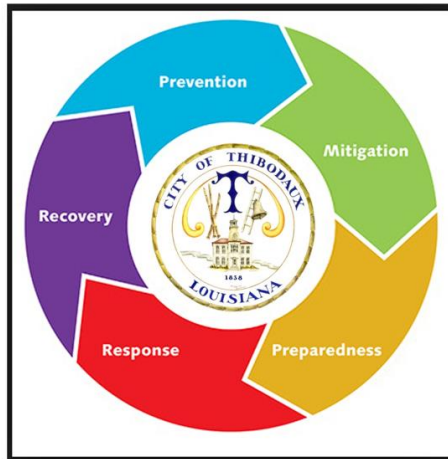 Prevention
Mitigation
Preparedness
Response
Recovery
CITY OF THIBODAUX
T
1838
LOUISIANA